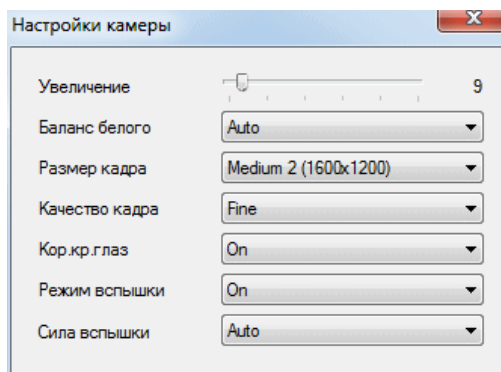 Настройки камеры
Увеличение 9
Баланс белого Auto
Размер кадра Medium 2 (1600x1200)
Качество кадра Fine
Кор.кр.глаз On
Режим вспышки On
Сила вспышки Auto